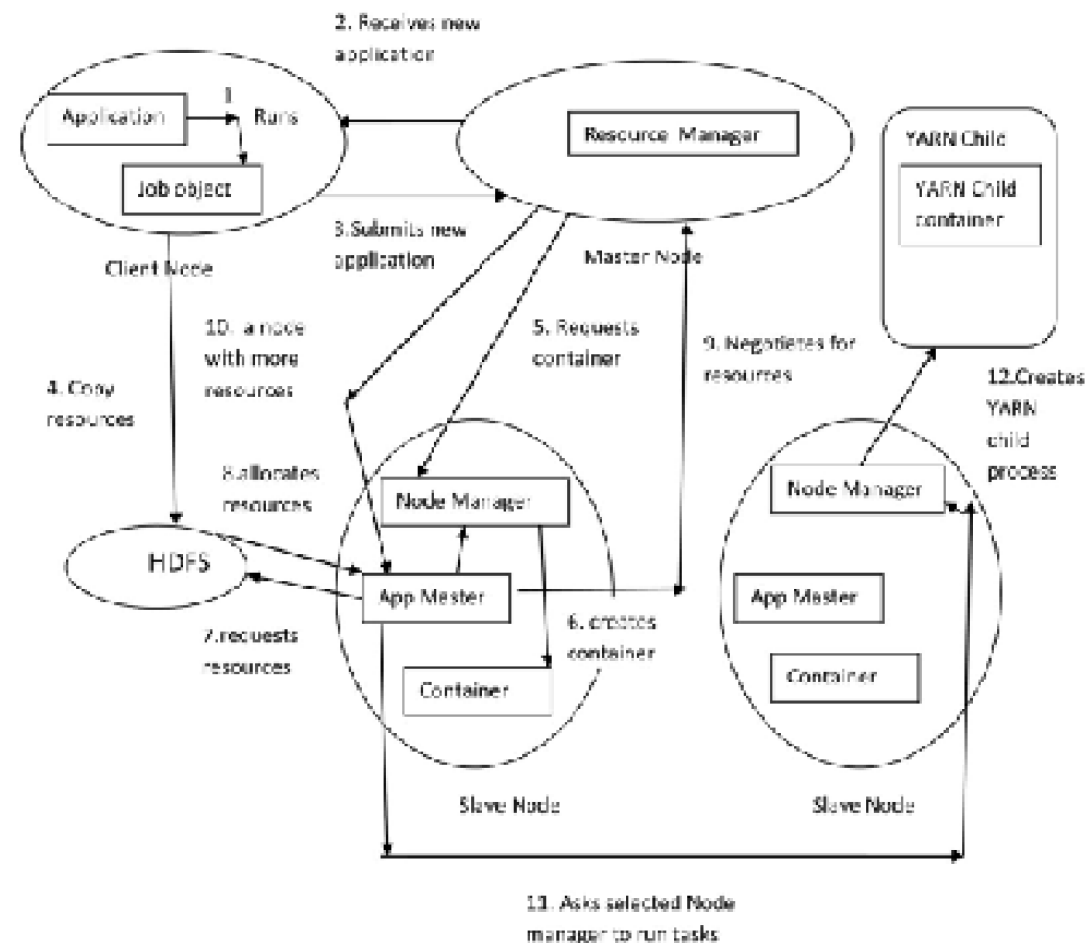 2. Receives new
application
1
Application
Runs
Job object
Resource Manager
YARN Child
YARN Child
container
3.Submits new
application
Client Node
Master Node
10. a node
with more
resources
5. Requests
container
9. Negotietes for
resources
4. Copy
resources
12.Creates
YARN
child
process
8.allocates
resources
Node Manager
Node Manager
HDFS
App Master
App Master
7.requests
resources
6. creates
container
Container
Container
Slave Node
Slave Node
11. Asks selected Node
manager to run tasks